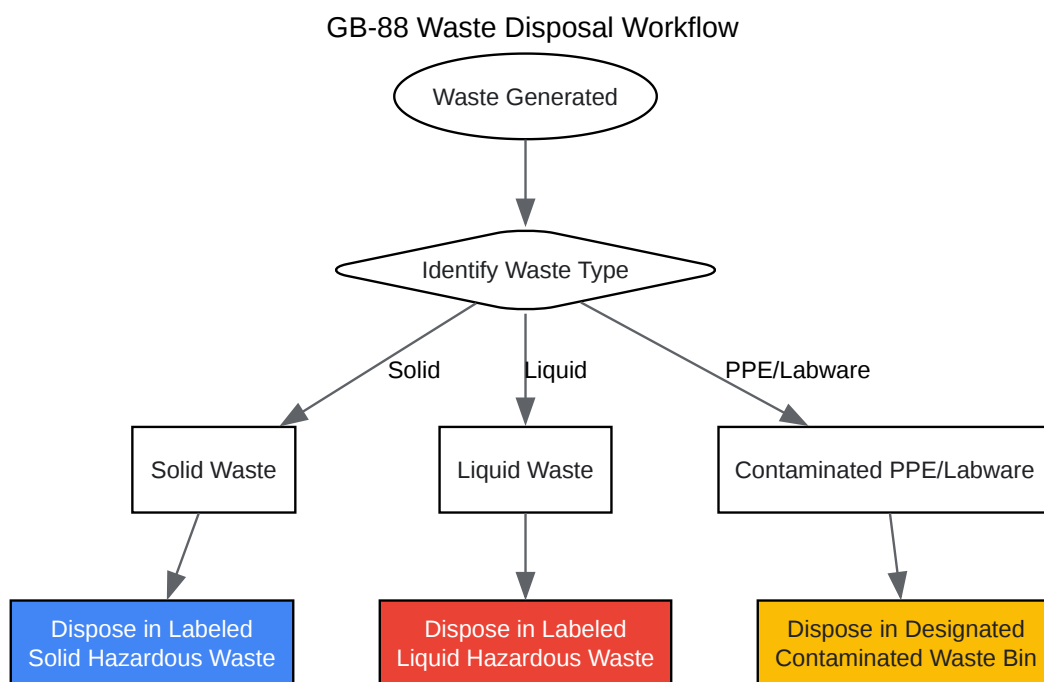 GB-88 Waste Disposal Workflow
Waste Generated
Identify Waste Type
Solid
Liquid
PPE/Labware
Solid Waste
Liquid Waste
Contaminated PPE/Labware
Dispose in Labeled
Solid Hazardous Waste
Dispose in Labeled
Liquid Hazardous Waste
Dispose in Designated
Contaminated Waste Bin